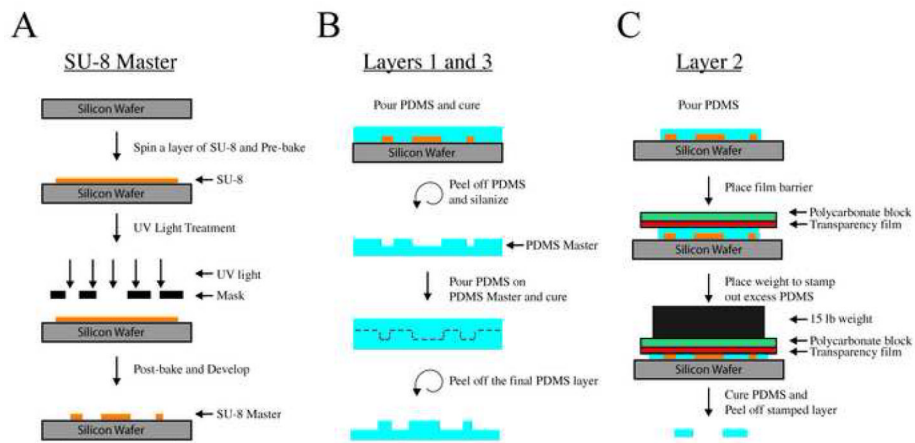 A
SU-8 Master
Silicon Wafer
Spin a layer of SU-8 and Pre-bake
SU-8
Silicon Wafer
UV Light Treatment
UV light
Mask
Silicon Wafer
Post-bake and Develop
SU-8 Master
Silicon Wafer
B
Layers 1 and 3
Pour PDMS and cure
Silicon Wafer
Peel off PDMS
and silanize
PDMS Master
Pour PDMS on
PDMS Master and cure
Peel off the final PDMS layer
C
Layer 2
Pour PDMS
Silicon Wafer
Place film barrier
Polycarbonate block
Transparency film
Silicon Wafer
Place weight to stamp
out excess PDMS
15 lb weight
Polycarbonate block
Transparency film
Silicon Wafer
Cure PDMS and
Peel off stamped layer